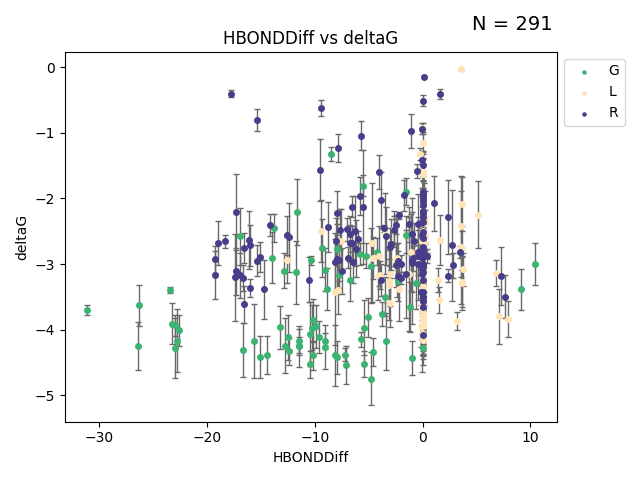 N = 291
HBONDDiff vs deltaG
G
L
R
deltaG
0
−1
−2
−3
−4
−5
−30
−20
−10
0
10
HBONDDiff